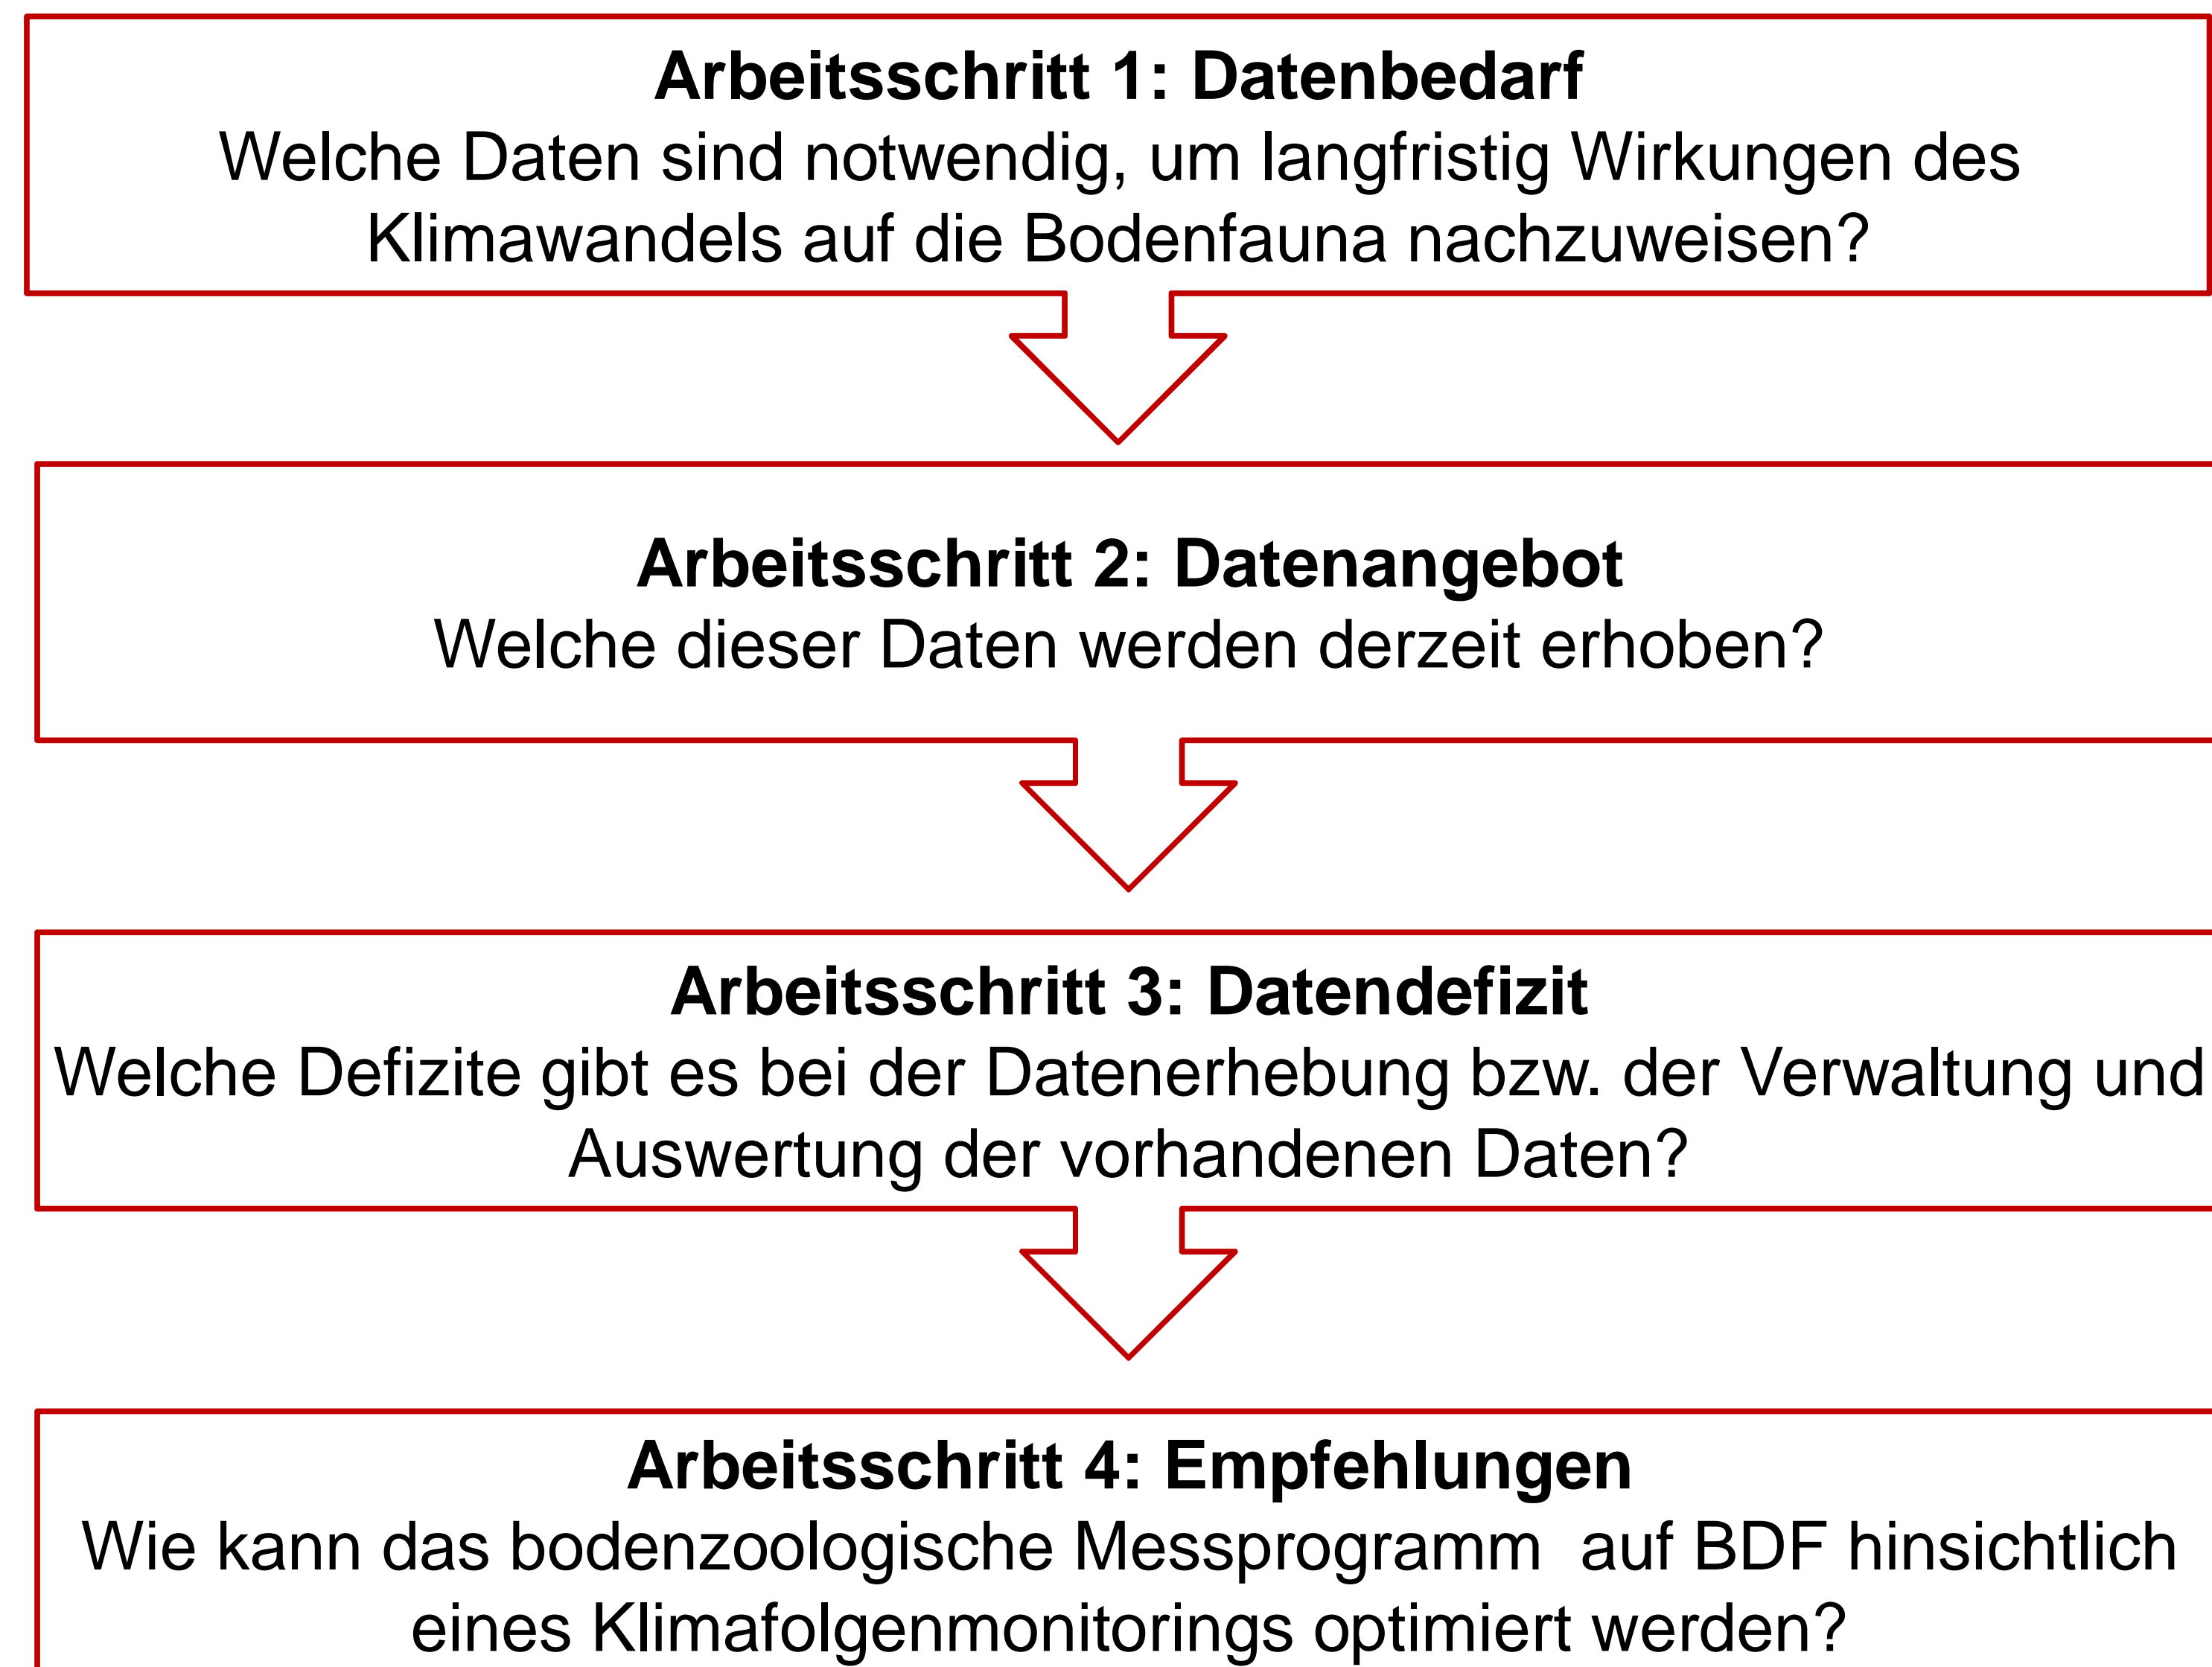 Arbeitsschritt 1: Datenbedarf
Welche Daten sind notwendig, um langfristig Wirkungen des
Klimawandels auf die Bodenfauna nachzuweisen?
Arbeitsschritt 2: Datenangebot
Welche dieser Daten werden derzeit erhoben?
Arbeitsschritt 3: Datendefizit
Welche Defizite gibt es bei der Datenerhebung bzw. der Verwaltung und
Auswertung der vorhandenen Daten?
Arbeitsschritt 4: Empfehlungen
Wie kann das bodenzoologische Messprogramm  auf BDF hinsichtlich
eines Klimafolgenmonitorings optimiert werden?